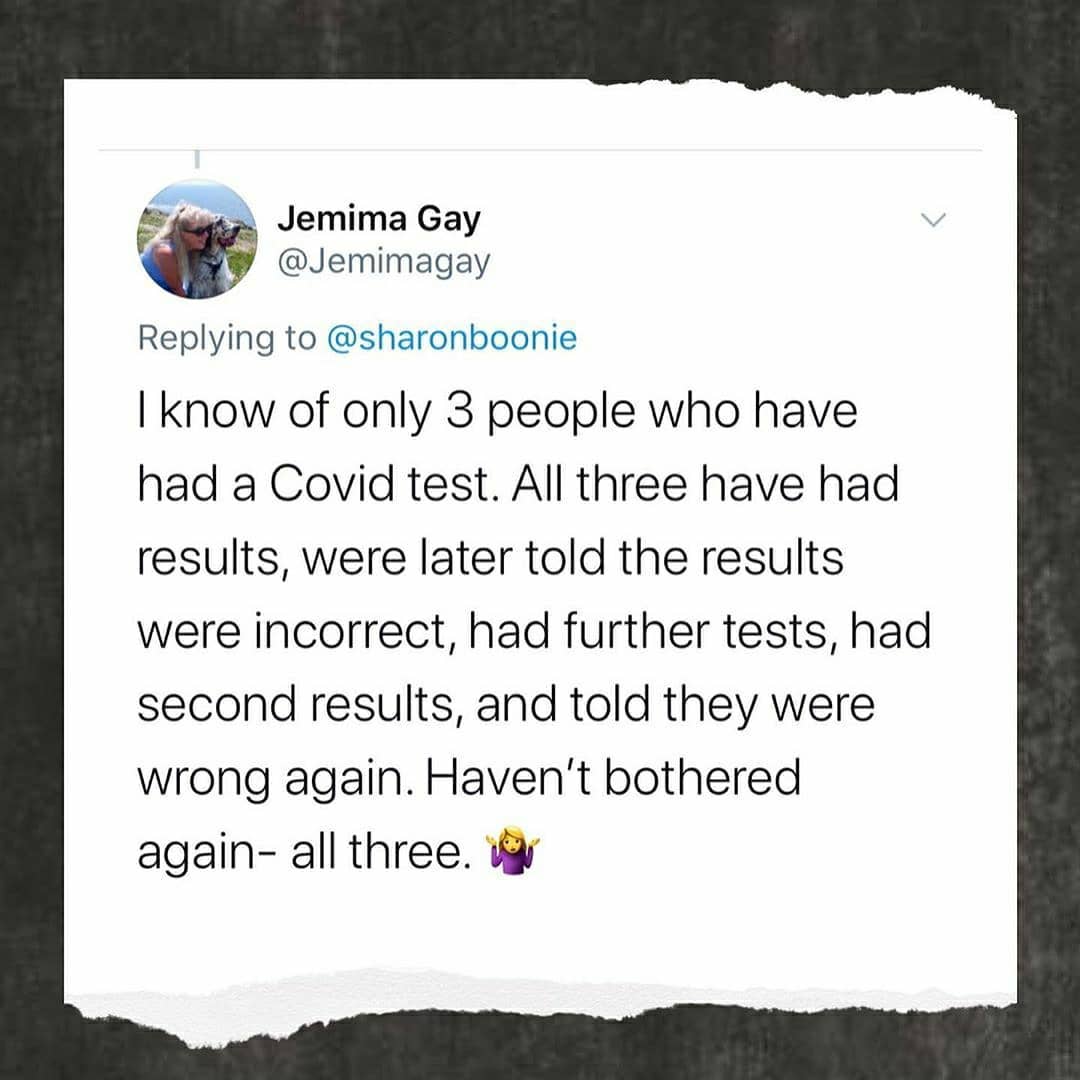 Jemima Gay
@Jemimagay
Replying to @sharonboonie
I know of only 3 people who have
had a Covid test. All three have had
results, were later told the results
were incorrect, had further tests, had
second results, and told they were
wrong again. Haven't bothered
again- all three. 🤷‍♀️